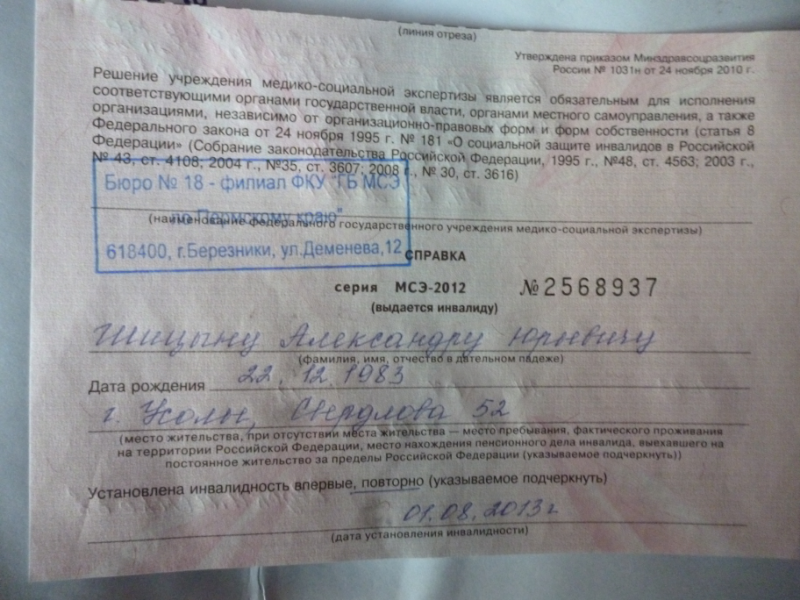 (линия отреза)
Утверждена приказом Минздравсоцразвития
России № 1031н от 24 ноября 2010 г.
Решение учреждения медико-социальной экспертизы является обязательным для исполнения
соответствующими органами государственной власти, органами местного самоуправления, а также
организациями, независимо от организационно-правовых форм и форм собственности (статья 8
Федерального закона от 24 ноября 1995 г. № 181 «О социальной защите инвалидов в Российской
Федерации» (Собрание законодательства Российской Федерации, 1995 г., №48, ст. 4563; 2003 г.,
№ 43, ст. 4108; 2004 г., №35, ст. 3607; 2008 г., № 30, ст. 3616)
Бюро № 18 - филиал ФКУ "ГБ МСЭ
по Пермскому краю"
(наименование федерального государственного учреждения медико-социальной экспертизы)
618400, г.Березники, ул.Деменева,12
СПРАВКА
серия МСЭ-2012 №2568937
(выдается инвалиду)
Шицыну Александру Юрьевичу
(фамилия, имя, отчество в дательном падеже)
Дата рождения 22.12.1983
г. Усолье, Свердлова 52
(место жительства, при отсутствии места жительства — место пребывания, фактического проживания
на территории Российской Федерации, место нахождения пенсионного дела инвалида, выехавшего на
постоянное жительство за пределы Российской Федерации (указываемое подчеркнуть))
Установлена инвалидность впервые, повторно (указываемое подчеркнуть)
01.08.2013г
(дата установления инвалидности)